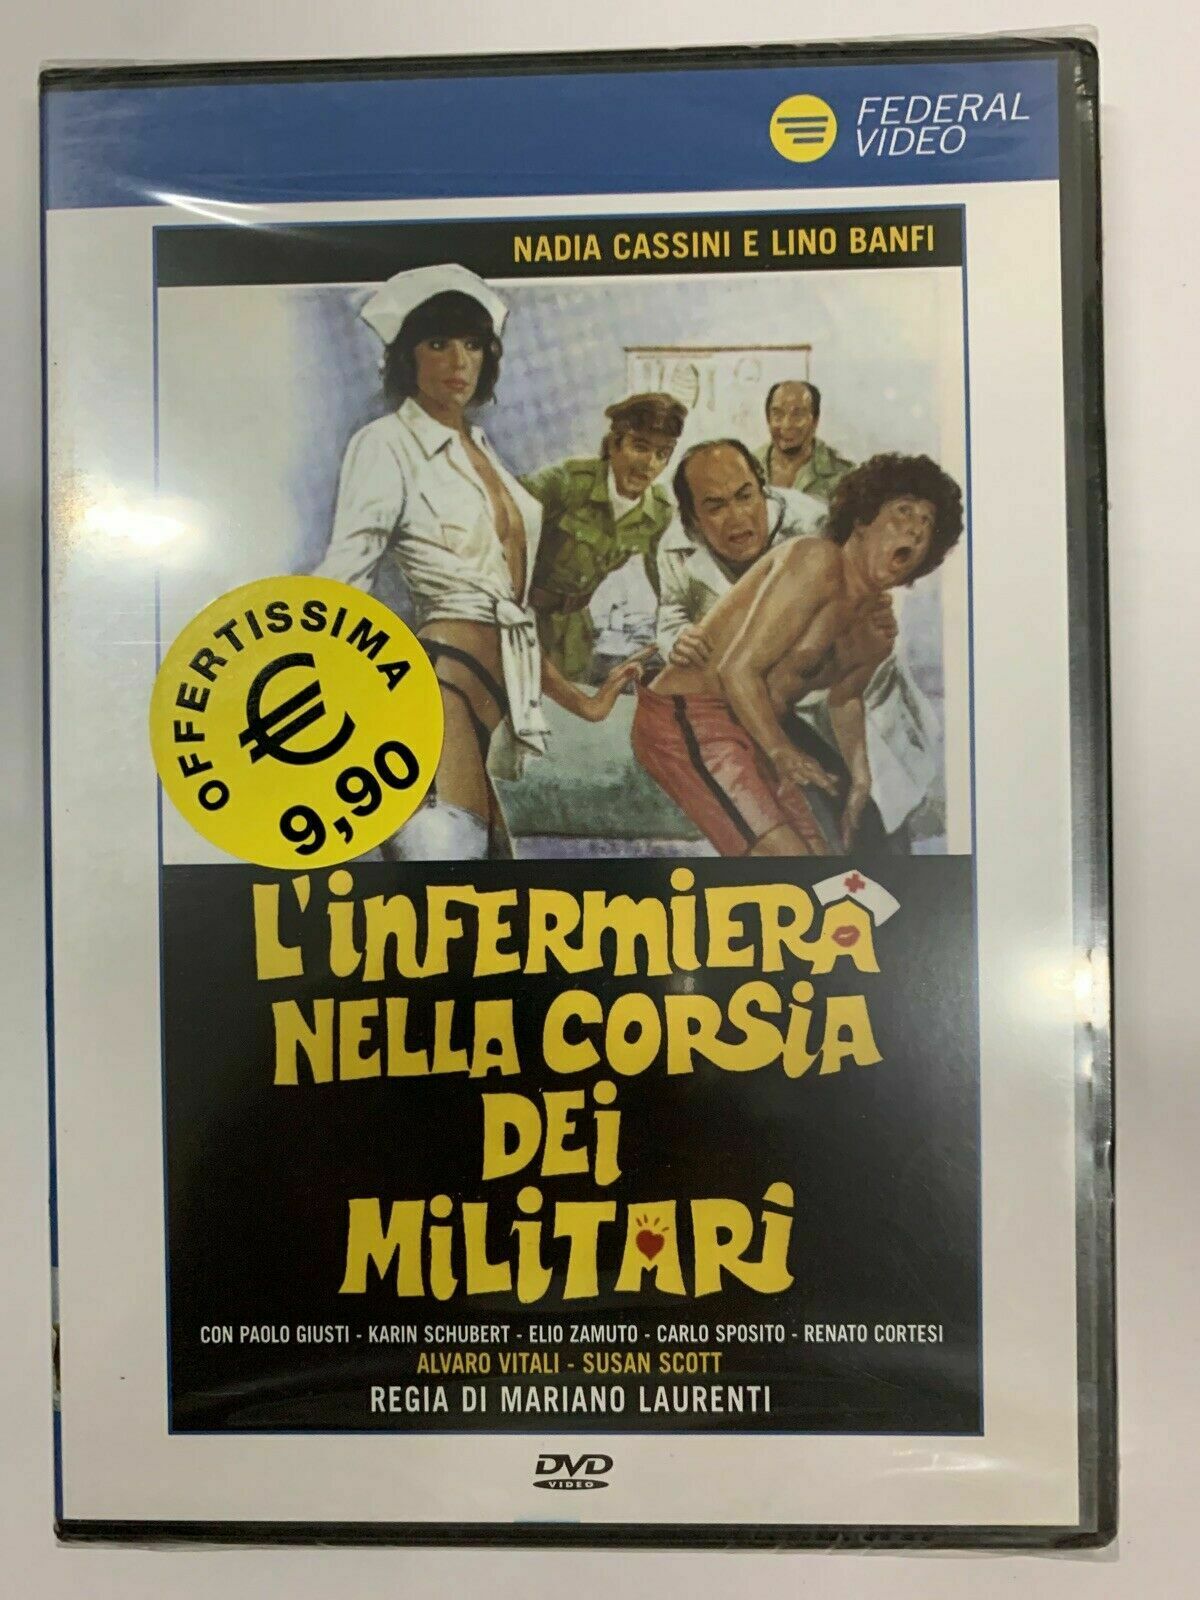 FEDERAL
VIDEO
NADIA CASSINI E LINO BANFI
OFFERTISSIMA
€
9,90
L'INFERMIERA
NELLA CORSIA
DEI
MILITARI
CON PAOLO GIUSTI - KARIN SCHUBERT - ELIO ZAMUTO - CARLO SPOSITO - RENATO CORTESI
ALVARO VITALI - SUSAN SCOTT
REGIA DI MARIANO LAURENTI
DVD
VIDEO